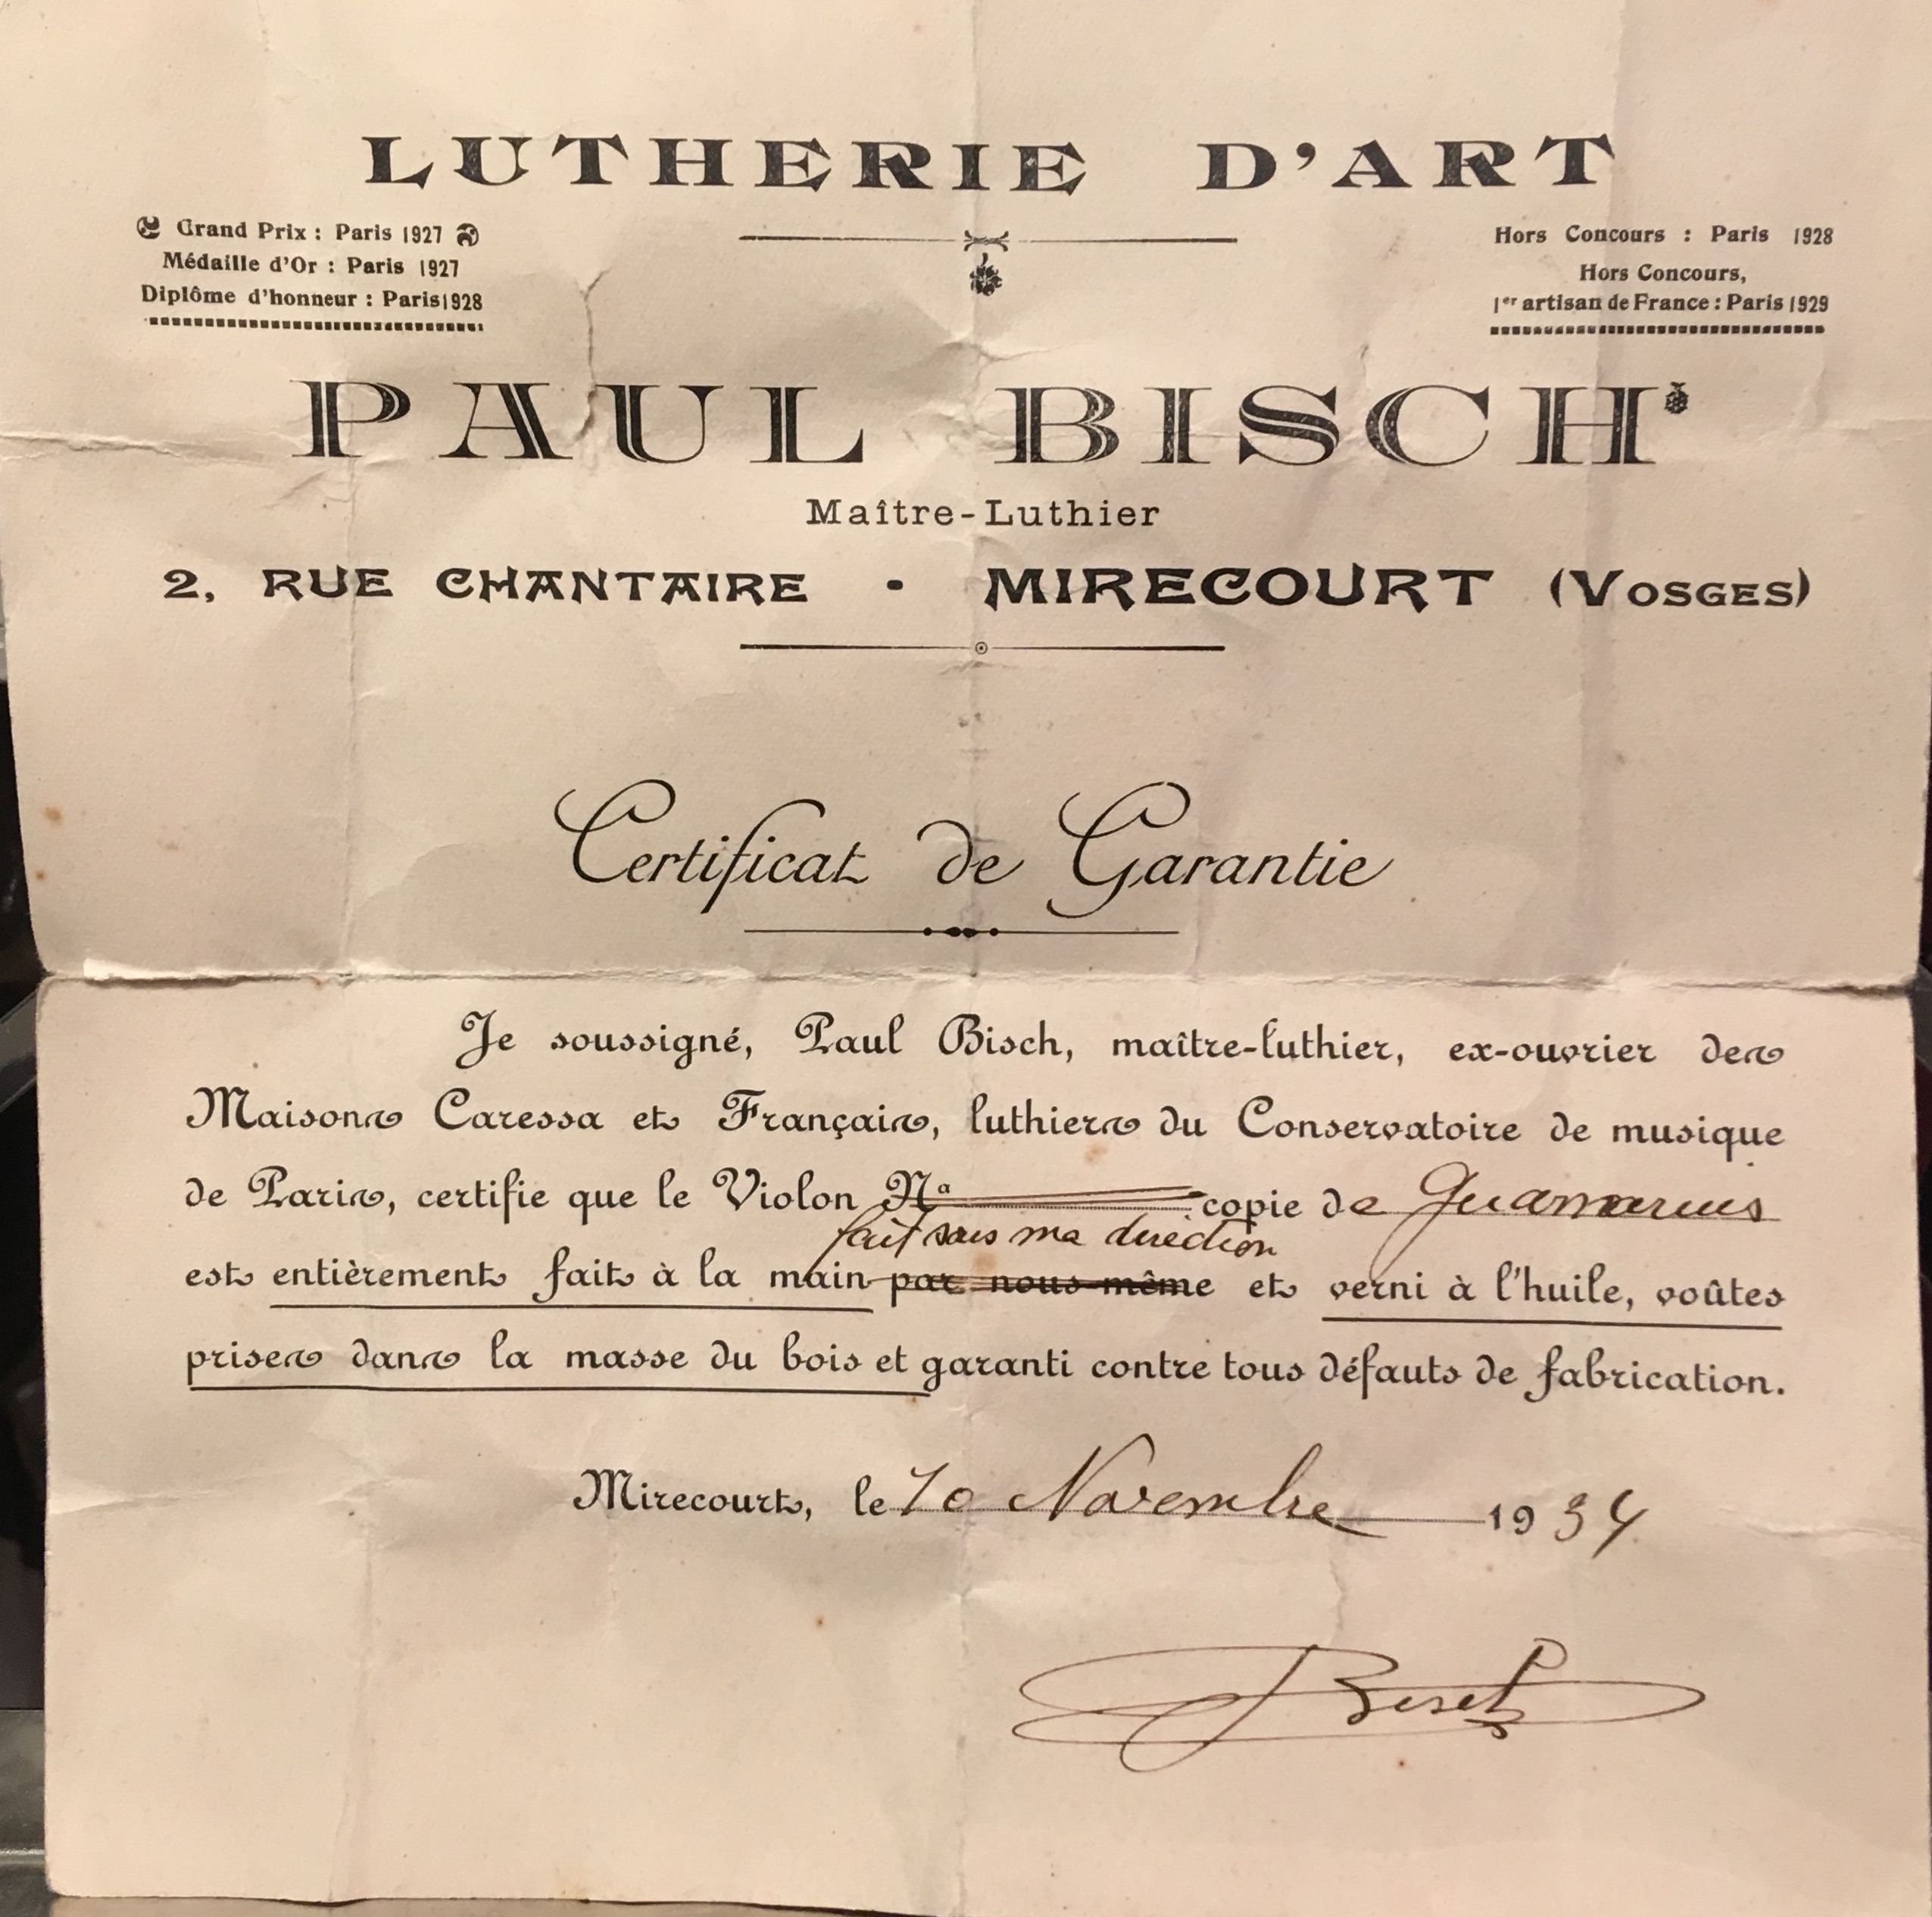 LUTHERIE D'ART
Grand Prix : Paris 1927
Médaille d'Or : Paris 1927
Diplôme d'honneur : Paris 1928
Hors Concours : Paris 1928
Hors Concours,
1er artisan de France : Paris 1929
PAUL BISCH
Maître-Luthier
2, RUE CHANTAIRE • MIRECOURT (VOSGES)
Certificat de Garantie
Je soussigné, Paul Bisch, maître-luthier, ex-ouvrier des
Maisons Caressa et Français, luthiers du Conservatoire de musique
de Paris, certifie que le Violon Nº copie de
fait sous ma direction
est entièrement fait à la main par nous-même et verni à l'huile, voûtes
prises dans la masse du bois et garanti contre tous défauts de fabrication.
Mirecourt, le 10 Novembre 1934
Bisch